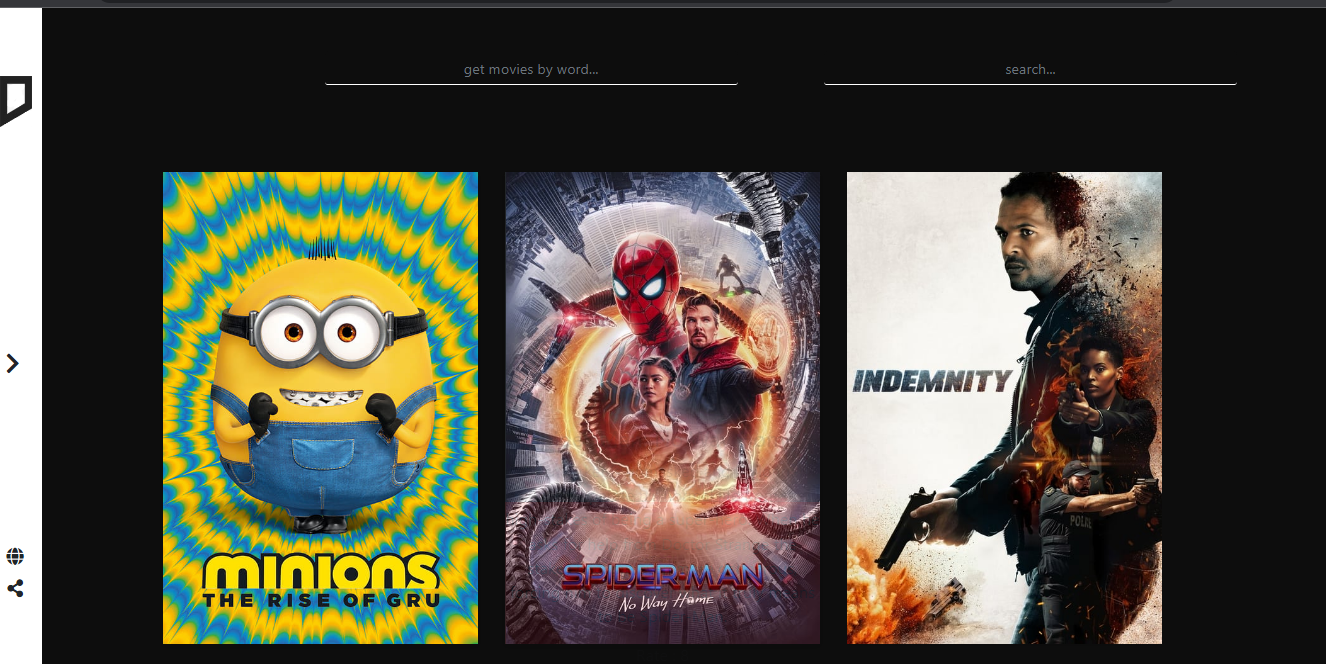 get movies by word...
search...
MINIONS
THE RISE OF GRU
SPIDER-MAN
No Way Home
INDEMNITY
POLICE